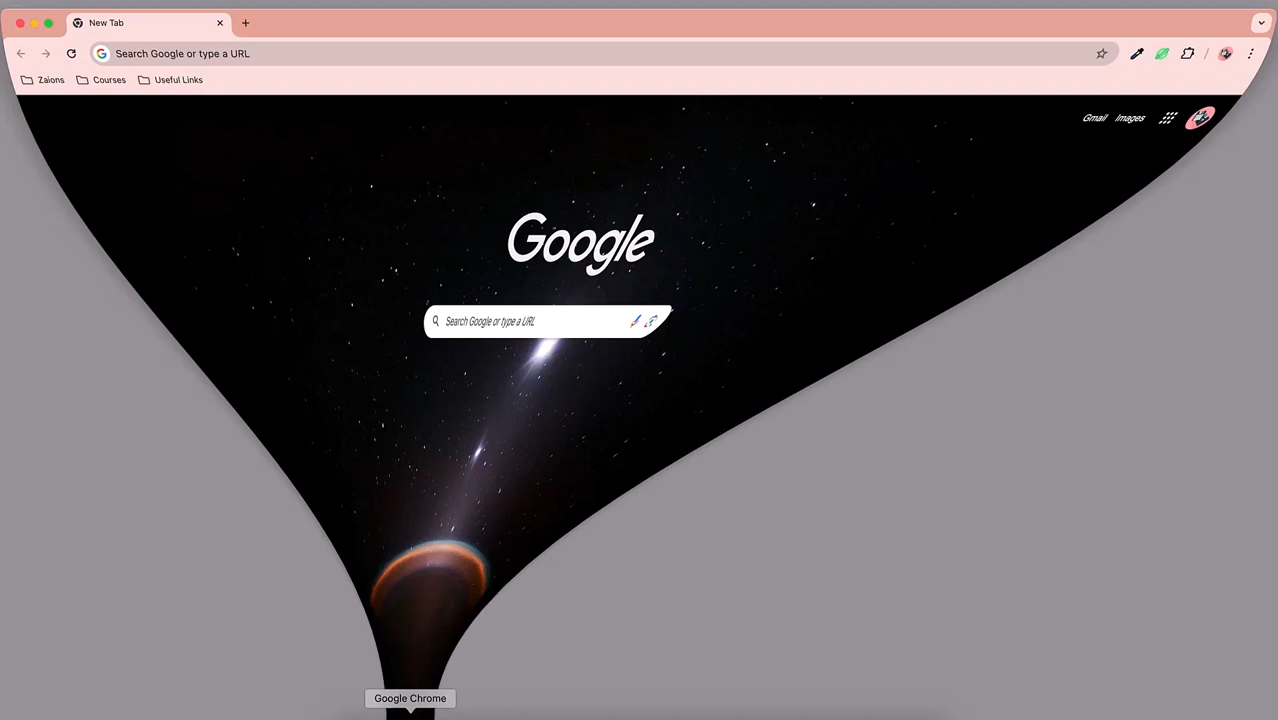 New Tab
Search Google or type a URL
Zaions Courses Useful Links
Gmail Images
Google
Search Google or type a URL
Google Chrome